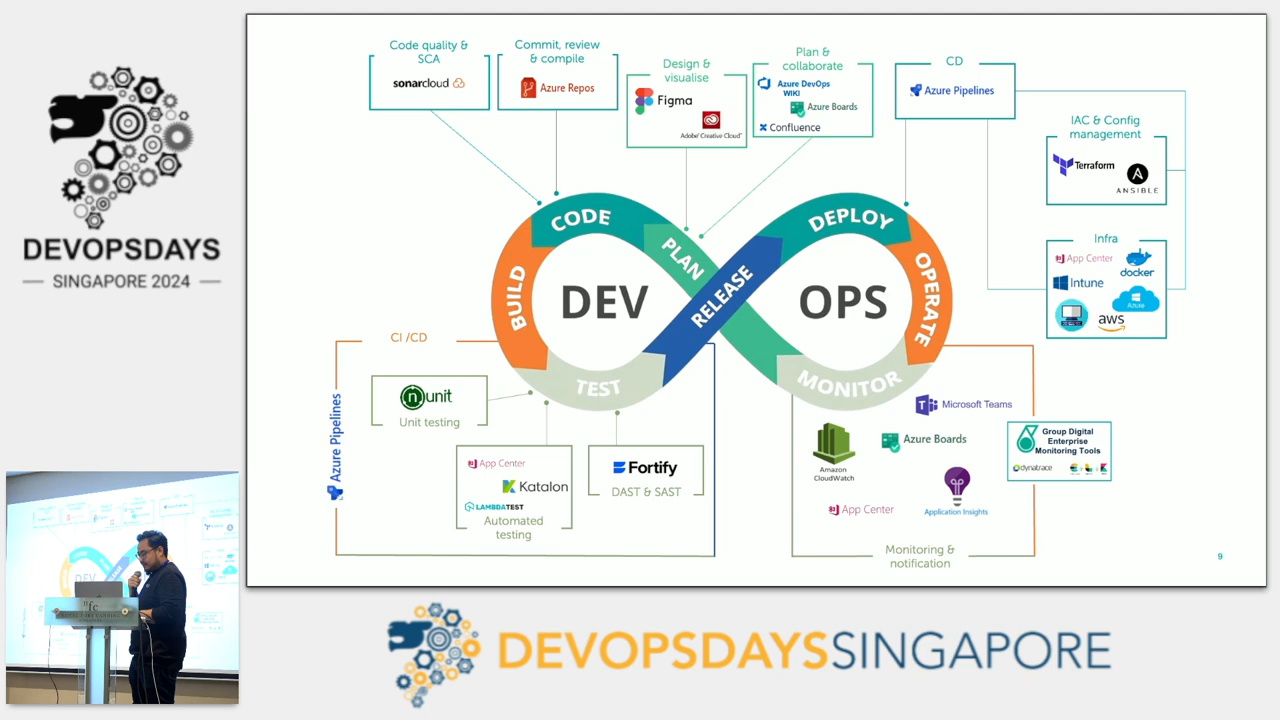 DEVOPSDAYS
SINGAPORE 2024
Code quality &
SCA
sonarcloud
Commit, review
& compile
Azure Repos
Design &
visualise
Figma
Adobe Creative Cloud
Plan &
collaborate
Azure DevOps
WIKI
Azure Boards
Confluence
CD
Azure Pipelines
IAC & Config
management
Terraform
ANSIBLE
Infra
App Center
docker
Intune
Azure
aws
CODE
PLAN
BUILD
DEV
TEST
RELEASE
DEPLOY
OPERATE
OPS
MONITOR
CI /CD
Azure Pipelines
nunit
Unit testing
App Center
Katalon
LAMBDATEST
Automated
testing
Fortify
DAST & SAST
Microsoft Teams
Amazon
CloudWatch
Azure Boards
App Center
Application Insights
Group Digital
Enterprise
Monitoring Tools
dynatrace
Monitoring &
notification
9
DEVOPSDAYSSINGAPORE